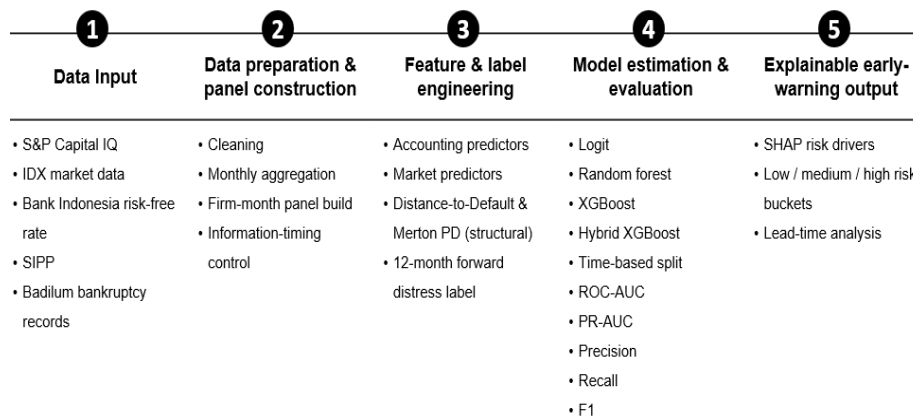 1
Data Input
• S&P Capital IQ
• IDX market data
• Bank Indonesia risk-free
rate
• SIPP
• Badilum bankruptcy
records
2
Data preparation &
panel construction
• Cleaning
• Monthly aggregation
• Firm-month panel build
• Information-timing
control
3
Feature & label
engineering
• Accounting predictors
• Market predictors
• Distance-to-Default &
Merton PD (structural)
• 12-month forward
distress label
4
Model estimation &
evaluation
• Logit
• Random forest
• XGBoost
• Hybrid XGBoost
• Time-based split
• ROC-AUC
• PR-AUC
• Precision
• Recall
• F1
5
Explainable early-
warning output
• SHAP risk drivers
• Low / medium / high risk
buckets
• Lead-time analysis